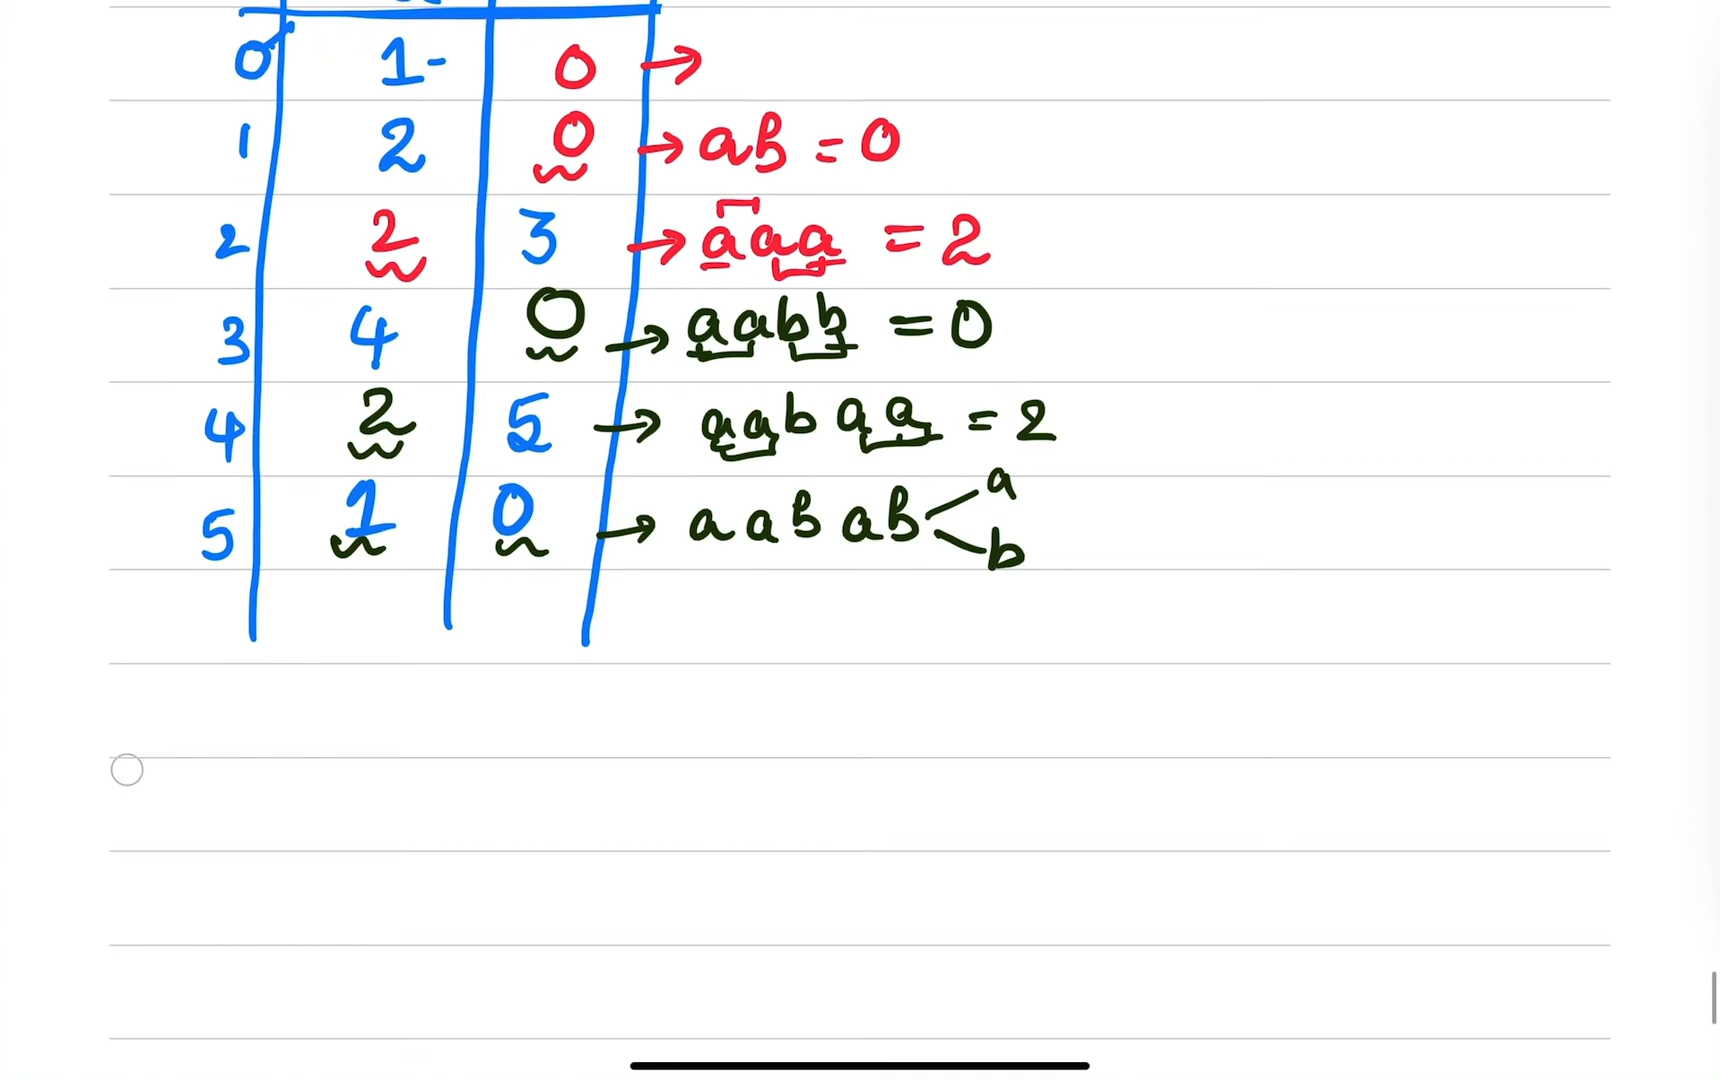 0 1- 0 →
1 2 0 → ab = 0
2 2 3 → aaa = 2
3 4 0 → aabb = 0
4 2 5 → aabaa = 2
5 1 0 → aabab < a
b